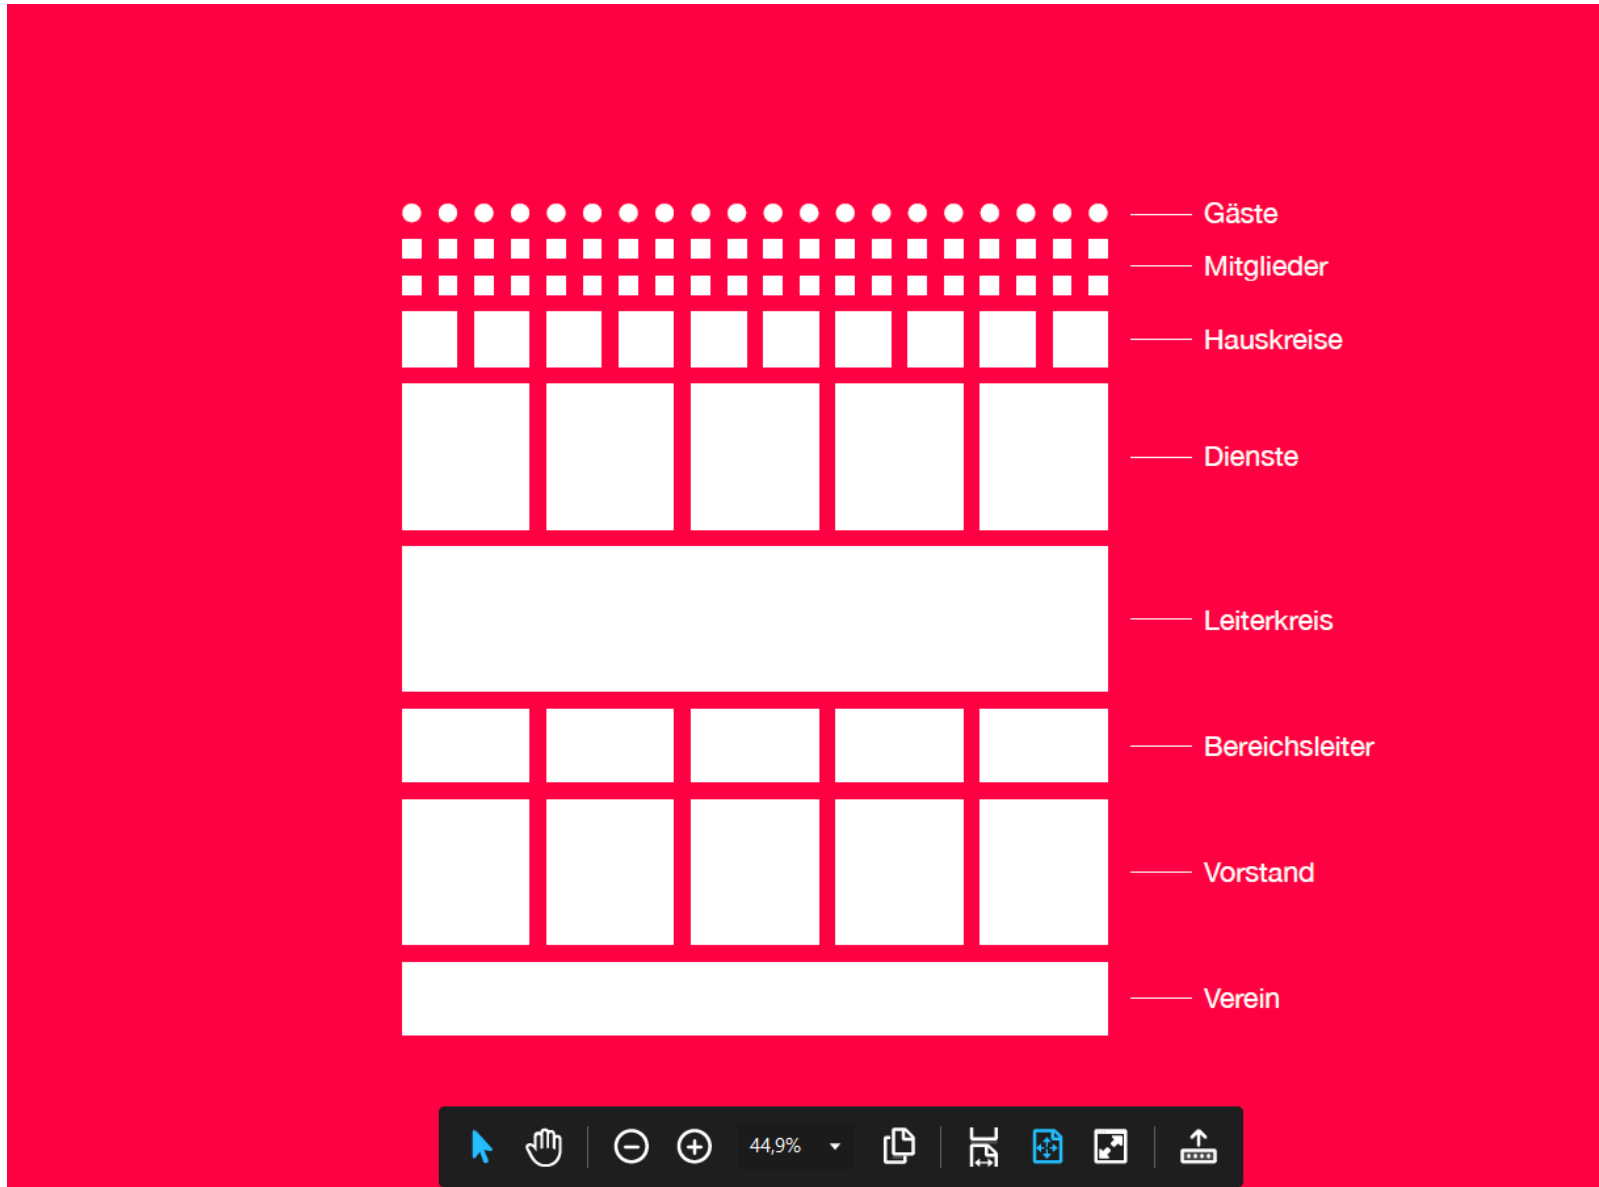 Gäste
Mitglieder
Hauskreise
Dienste
Leiterkreis
Bereichsleiter
Vorstand
Verein
44,9%